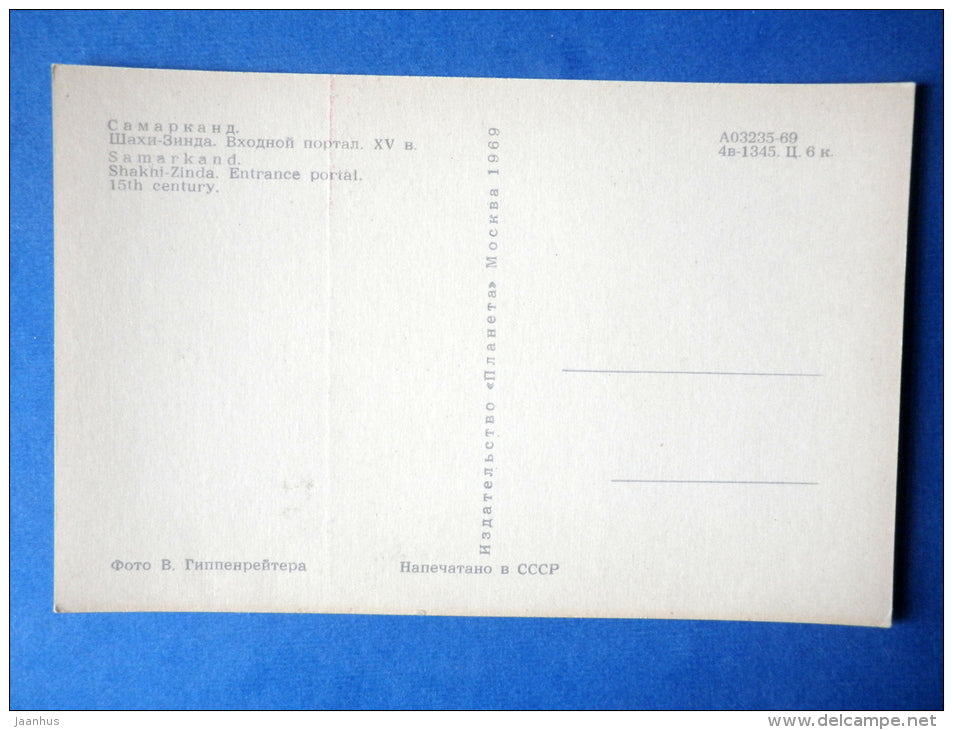 Самарканд.
Шахи-Зинда. Входной портал. XV в.
Samarkand.
Shakhi-Zinda. Entrance portal.
15th century.
Издательство «Планета» Москва 1969
А03235-69
4в-1345. Ц. 6 к.
Фото В. Гиппенрейтера
Напечатано в СССР
jaanhus
www.delcampe.net